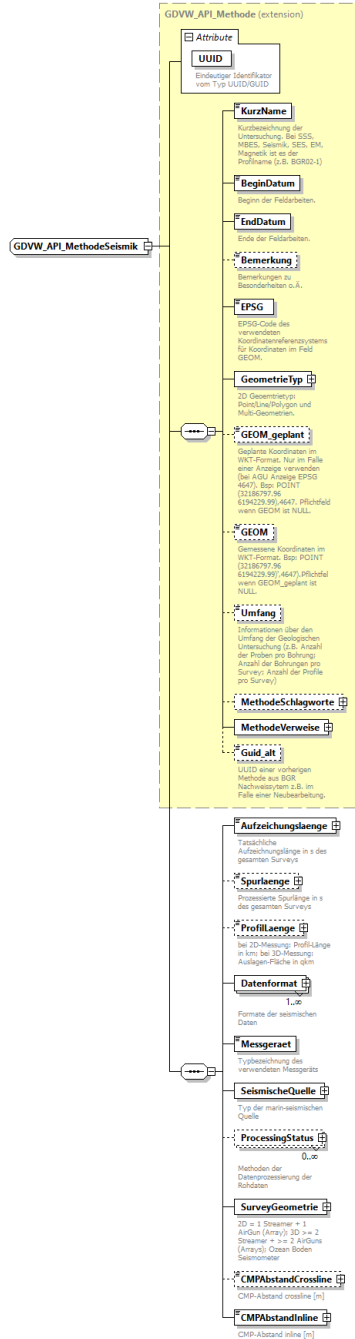 GDVW_API_Methode (extension)
Attribute
UUID
Eindeutiger Identifikator
vom Typ UUID/GUID
KurzName
Kurzbezeichnung der
Untersuchung. Bei SSS,
MBES, Seismik, SES, EM,
Magnetik ist es der
Profilname (z.B. BGR02-1)
BeginDatum
Beginn der Feldarbeiten.
EndDatum
Ende der Feldarbeiten.
GDVW_API_MethodeSeismik
Bemerkung
Bemerkungen zu
Besonderheiten o.Ä.
EPSG
EPSG-Code des
verwendeten
Koordinatenreferenzsystems
für Koordinaten im Feld
GEOM.
GeometrieTyp
2D Geoemtrietyp:
Point/Line/Polygon und
Multi-Geometrien.
GEOM_geplant
Geplante Koordinaten im
WKT-Format. Nur im Falle
einer Anzeige verwenden
(bei AGU Anzeige EPSG
4647). Bsp: POINT
(32186797.96
6194229.99),4647. Pflichtfeld
wenn GEOM ist NULL.
GEOM
Gemessene Koordinaten im
WKT-Format. Bsp: POINT
(32186797.96
6194229.99)',4647).Pflichtfeld
wenn GEOM_geplant ist
NULL.
Umfang
Informationen über den
Umfang der Geologischen
Untersuchung (z.B. Anzahl
der Proben pro Bohrung;
Anzahl der Bohrungen pro
Survey; Anzahl der Profile
pro Survey)
MethodeSchlagworte
MethodeVerweise
Guid_alt
UUID einer vorherigen
Methode aus BGR
Nachweissytem z.B. im
Falle einer Neubearbeitung.
Aufzeichungslaenge
Tatsächliche
Aufzeichnungslänge in s des
gesamten Surveys
Spurlaenge
Prozessierte Spurlänge in s
des gesamten Surveys
ProfilLaenge
bei 2D-Messung: Profil-Länge
in km; bei 3D-Messung:
Auslagen-Fläche in qkm
Datenformat
1..∞
Formate der seismischen
Daten
Messgeraet
Typbezeichnung des
verwendeten Messgeräts
SeismischeQuelle
Typ der marin-seismischen
Quelle
ProcessingStatus
0..∞
Methoden der
Datenprozessierung der
Rohdaten
SurveyGeometrie
2D = 1 Streamer + 1
AirGun (Array); 3D >= 2
Streamer + >= 2 AirGuns
(Arrays); Ozean Boden
Seismometer
CMPAbstandCrossline
CMP-Abstand crossline [m]
CMPAbstandInline
CMP-Abstand inline [m]